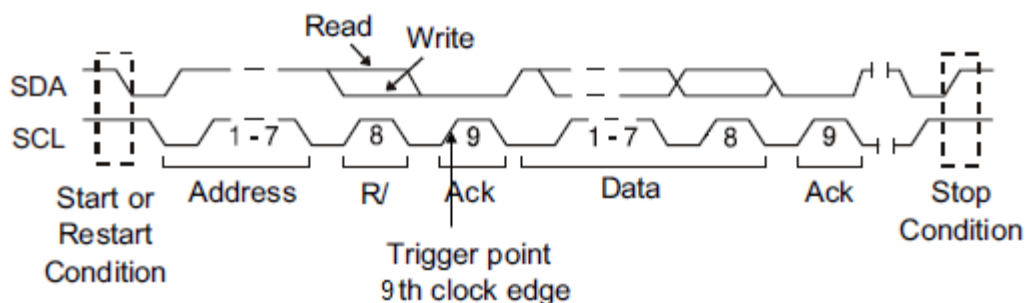 Read
Write
SDA
SCL
1 - 7
8
9
1 - 7
8
9
Address
R/
Ack
Data
Ack
Start or
Restart
Condition
Stop
Condition
Trigger point
9th clock edge